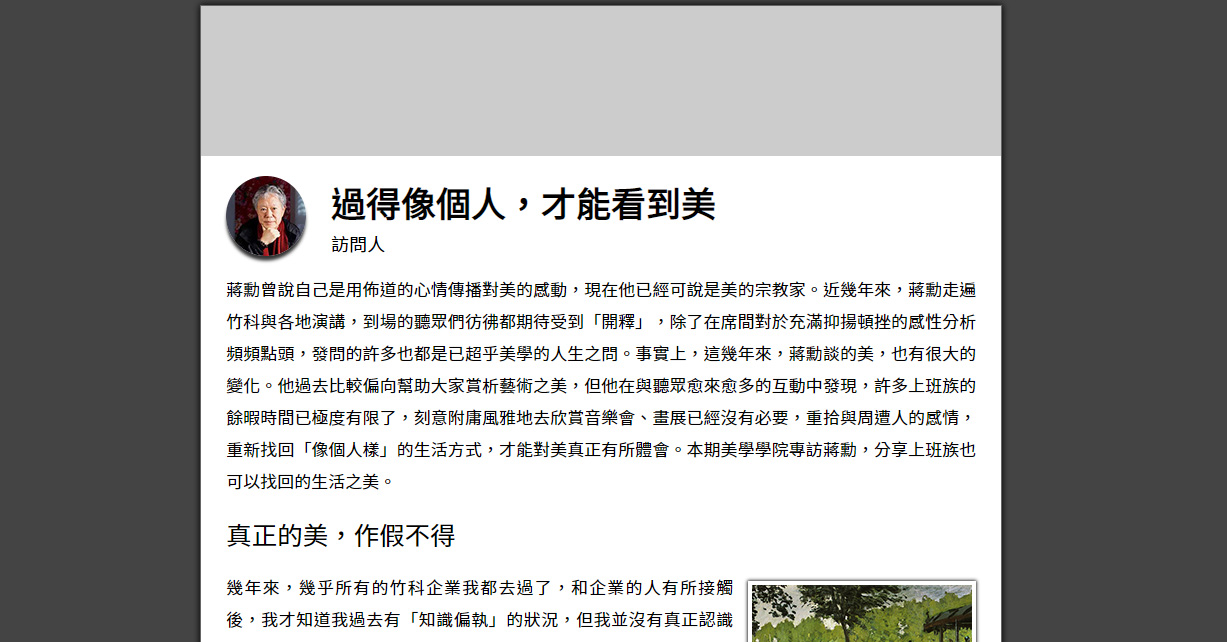 過得像個人，才能看到美
訪問人
蔣勳曾說自己是用佈道的心情傳播對美的感動，現在他已經可說是美的宗教家。近幾年來，蔣勳走遍
竹科與各地演講，到場的聽眾們彷彿都期待受到「開釋」，除了在席間對於充滿抑揚頓挫的感性分析
頻頻點頭，發問的許多也都是已超乎美學的人生之問。事實上，這幾年來，蔣勳談的美，也有很大的
變化。他過去比較偏向幫助大家賞析藝術之美，但他在與聽眾愈來愈多的互動中發現，許多上班族的
餘暇時間已極度有限了，刻意附庸風雅地去欣賞音樂會、畫展已經沒有必要，重拾與周遭人的感情，
重新找回「像個人樣」的生活方式，才能對美真正有所體會。本期美學學院專訪蔣勳，分享上班族也
可以找回的生活之美。
真正的美，作假不得
幾年來，幾乎所有的竹科企業我都去過了，和企業的人有所接觸
後，我才知道我過去有「知識偏執」的狀況，但我並沒有真正認識